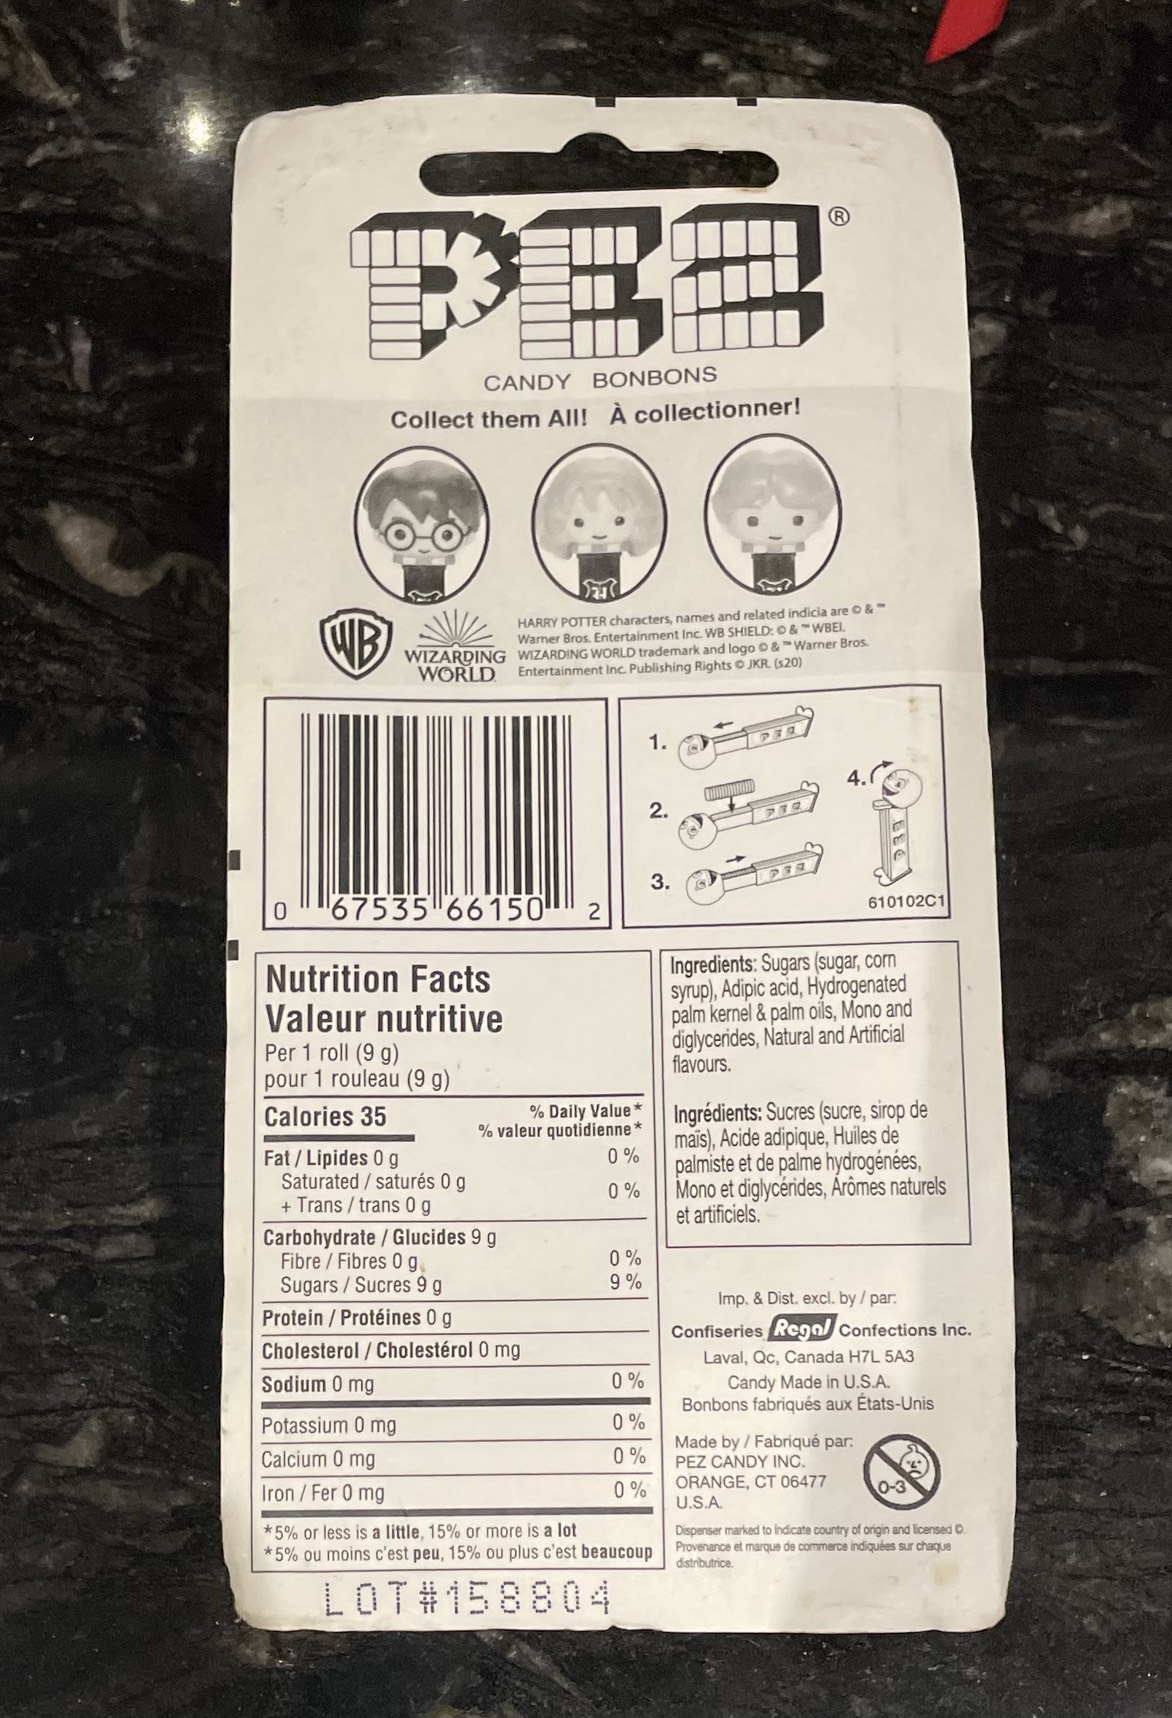 PEZ®
CANDY BONBONS
Collect them All! À collectionner!
WB
WIZARDING
WORLD
HARRY POTTER characters, names and related indicia are © & ™
Warner Bros. Entertainment Inc. WB SHIELD: © & ™ WBEI.
WIZARDING WORLD trademark and logo © & ™ Warner Bros.
Entertainment Inc. Publishing Rights © JKR. (s20)
0 67535 66150 2
1. PEZ
2. PEZ
3. PEZ
4. PEZ
610102C1
Nutrition Facts
Valeur nutritive
Per 1 roll (9 g)
pour 1 rouleau (9 g)
Calories 35
% Daily Value*
% valeur quotidienne*
Fat / Lipides 0 g 0 %
Saturated / saturés 0 g
+ Trans / trans 0 g 0 %
Carbohydrate / Glucides 9 g
Fibre / Fibres 0 g 0 %
Sugars / Sucres 9 g 9 %
Protein / Protéines 0 g
Cholesterol / Cholestérol 0 mg
Sodium 0 mg 0 %
Potassium 0 mg 0 %
Calcium 0 mg 0 %
Iron / Fer 0 mg 0 %
*5% or less is a little, 15% or more is a lot
*5% ou moins c'est peu, 15% ou plus c'est beaucoup
LOT#158804
Ingredients: Sugars (sugar, corn
syrup), Adipic acid, Hydrogenated
palm kernel & palm oils, Mono and
diglycerides, Natural and Artificial
flavours.
Ingrédients: Sucres (sucre, sirop de
maïs), Acide adipique, Huiles de
palmiste et de palme hydrogénées,
Mono et diglycérides, Arômes naturels
et artificiels.
Imp. & Dist. excl. by / par:
Confiseries Regal Confections Inc.
Laval, Qc, Canada H7L 5A3
Candy Made in U.S.A.
Bonbons fabriqués aux États-Unis
Made by / Fabriqué par:
PEZ CANDY INC.
ORANGE, CT 06477
U.S.A.
0-3
Dispenser marked to Indicate country of origin and licensed ©.
Provenance et marque de commerce indiquées sur chaque
distributrice.